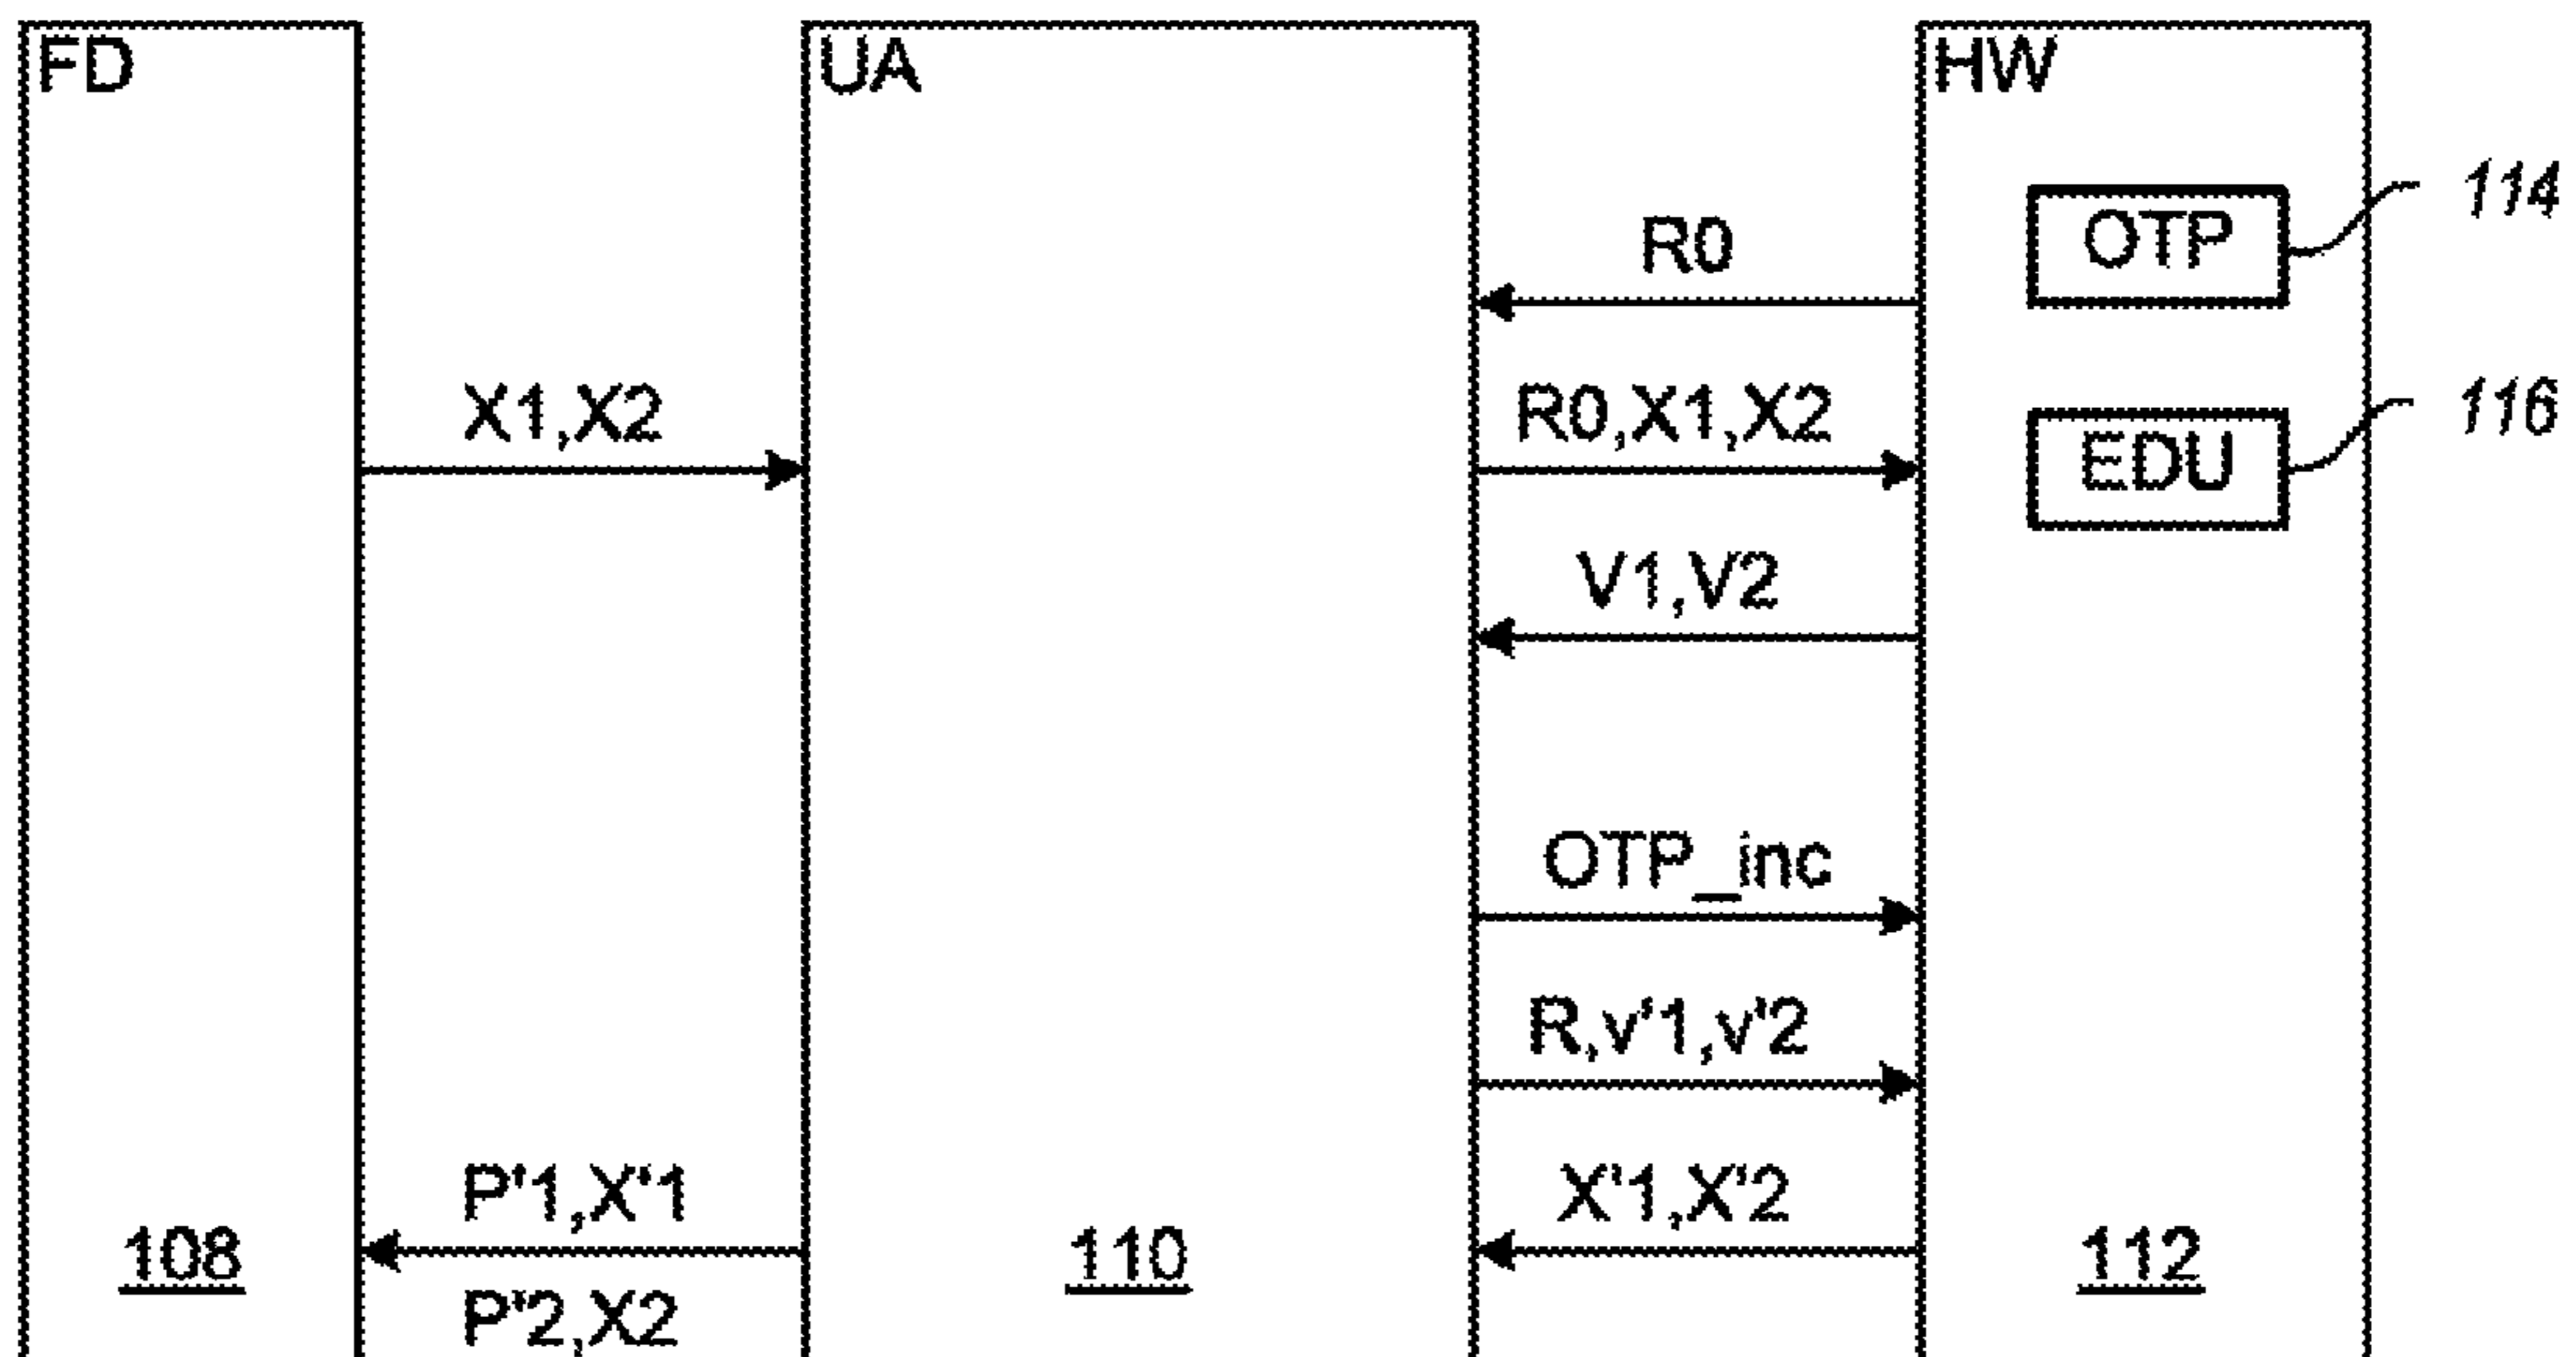 FD
UA
HW
114
OTP
R0
X1,X2
R0,X1,X2
116
EDU
V1,V2
OTP_inc
R,v'1,v'2
P'1,X'1
X'1,X'2
108
110
112
P'2,X2